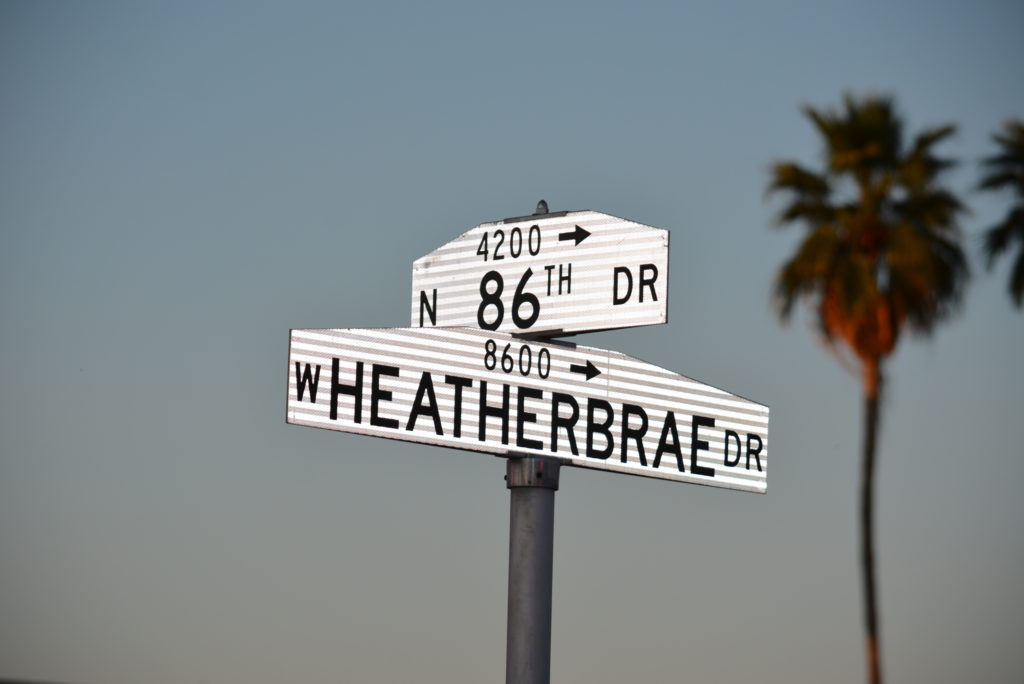 4200 →
N 86TH DR
8600 →
W HEATHERBRAE DR